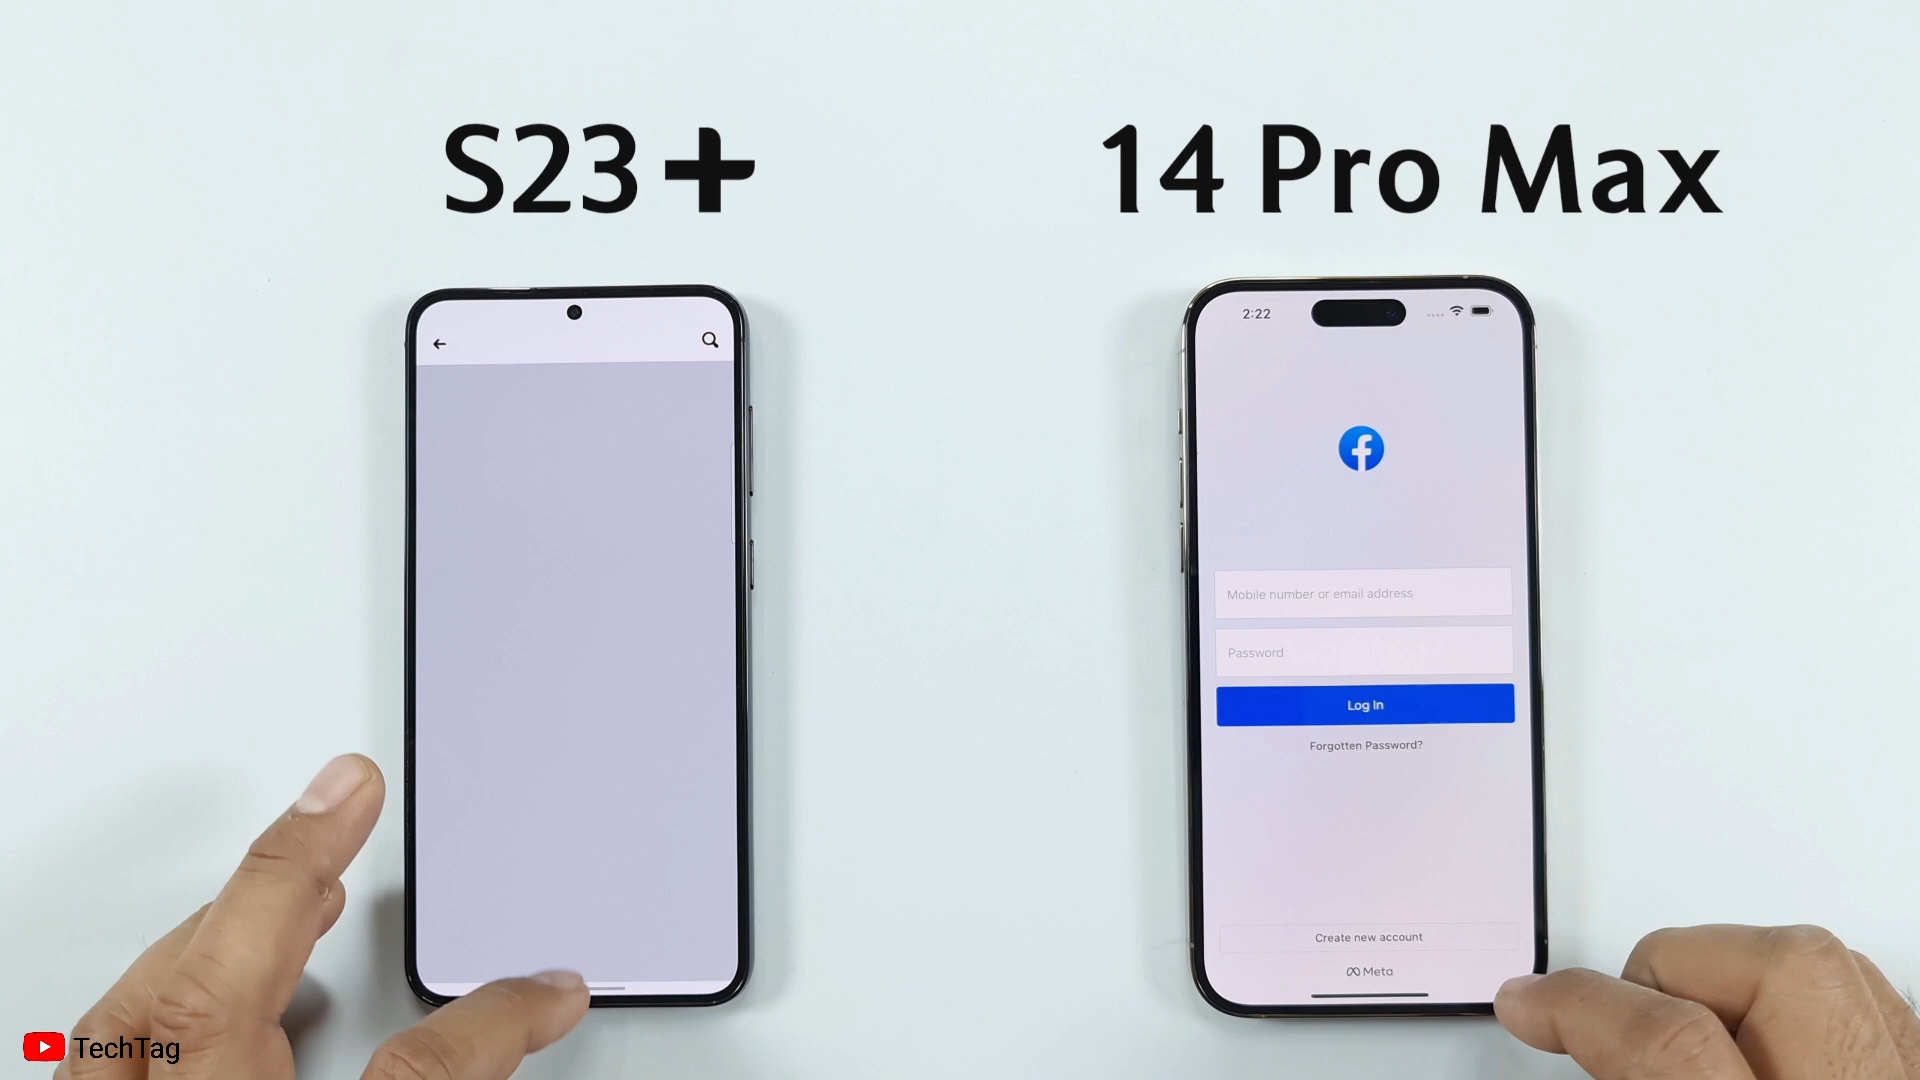 S23+
14 Pro Max
2:22
Mobile number or email address
Password
Log In
Forgotten Password?
Create new account
Meta
TechTag